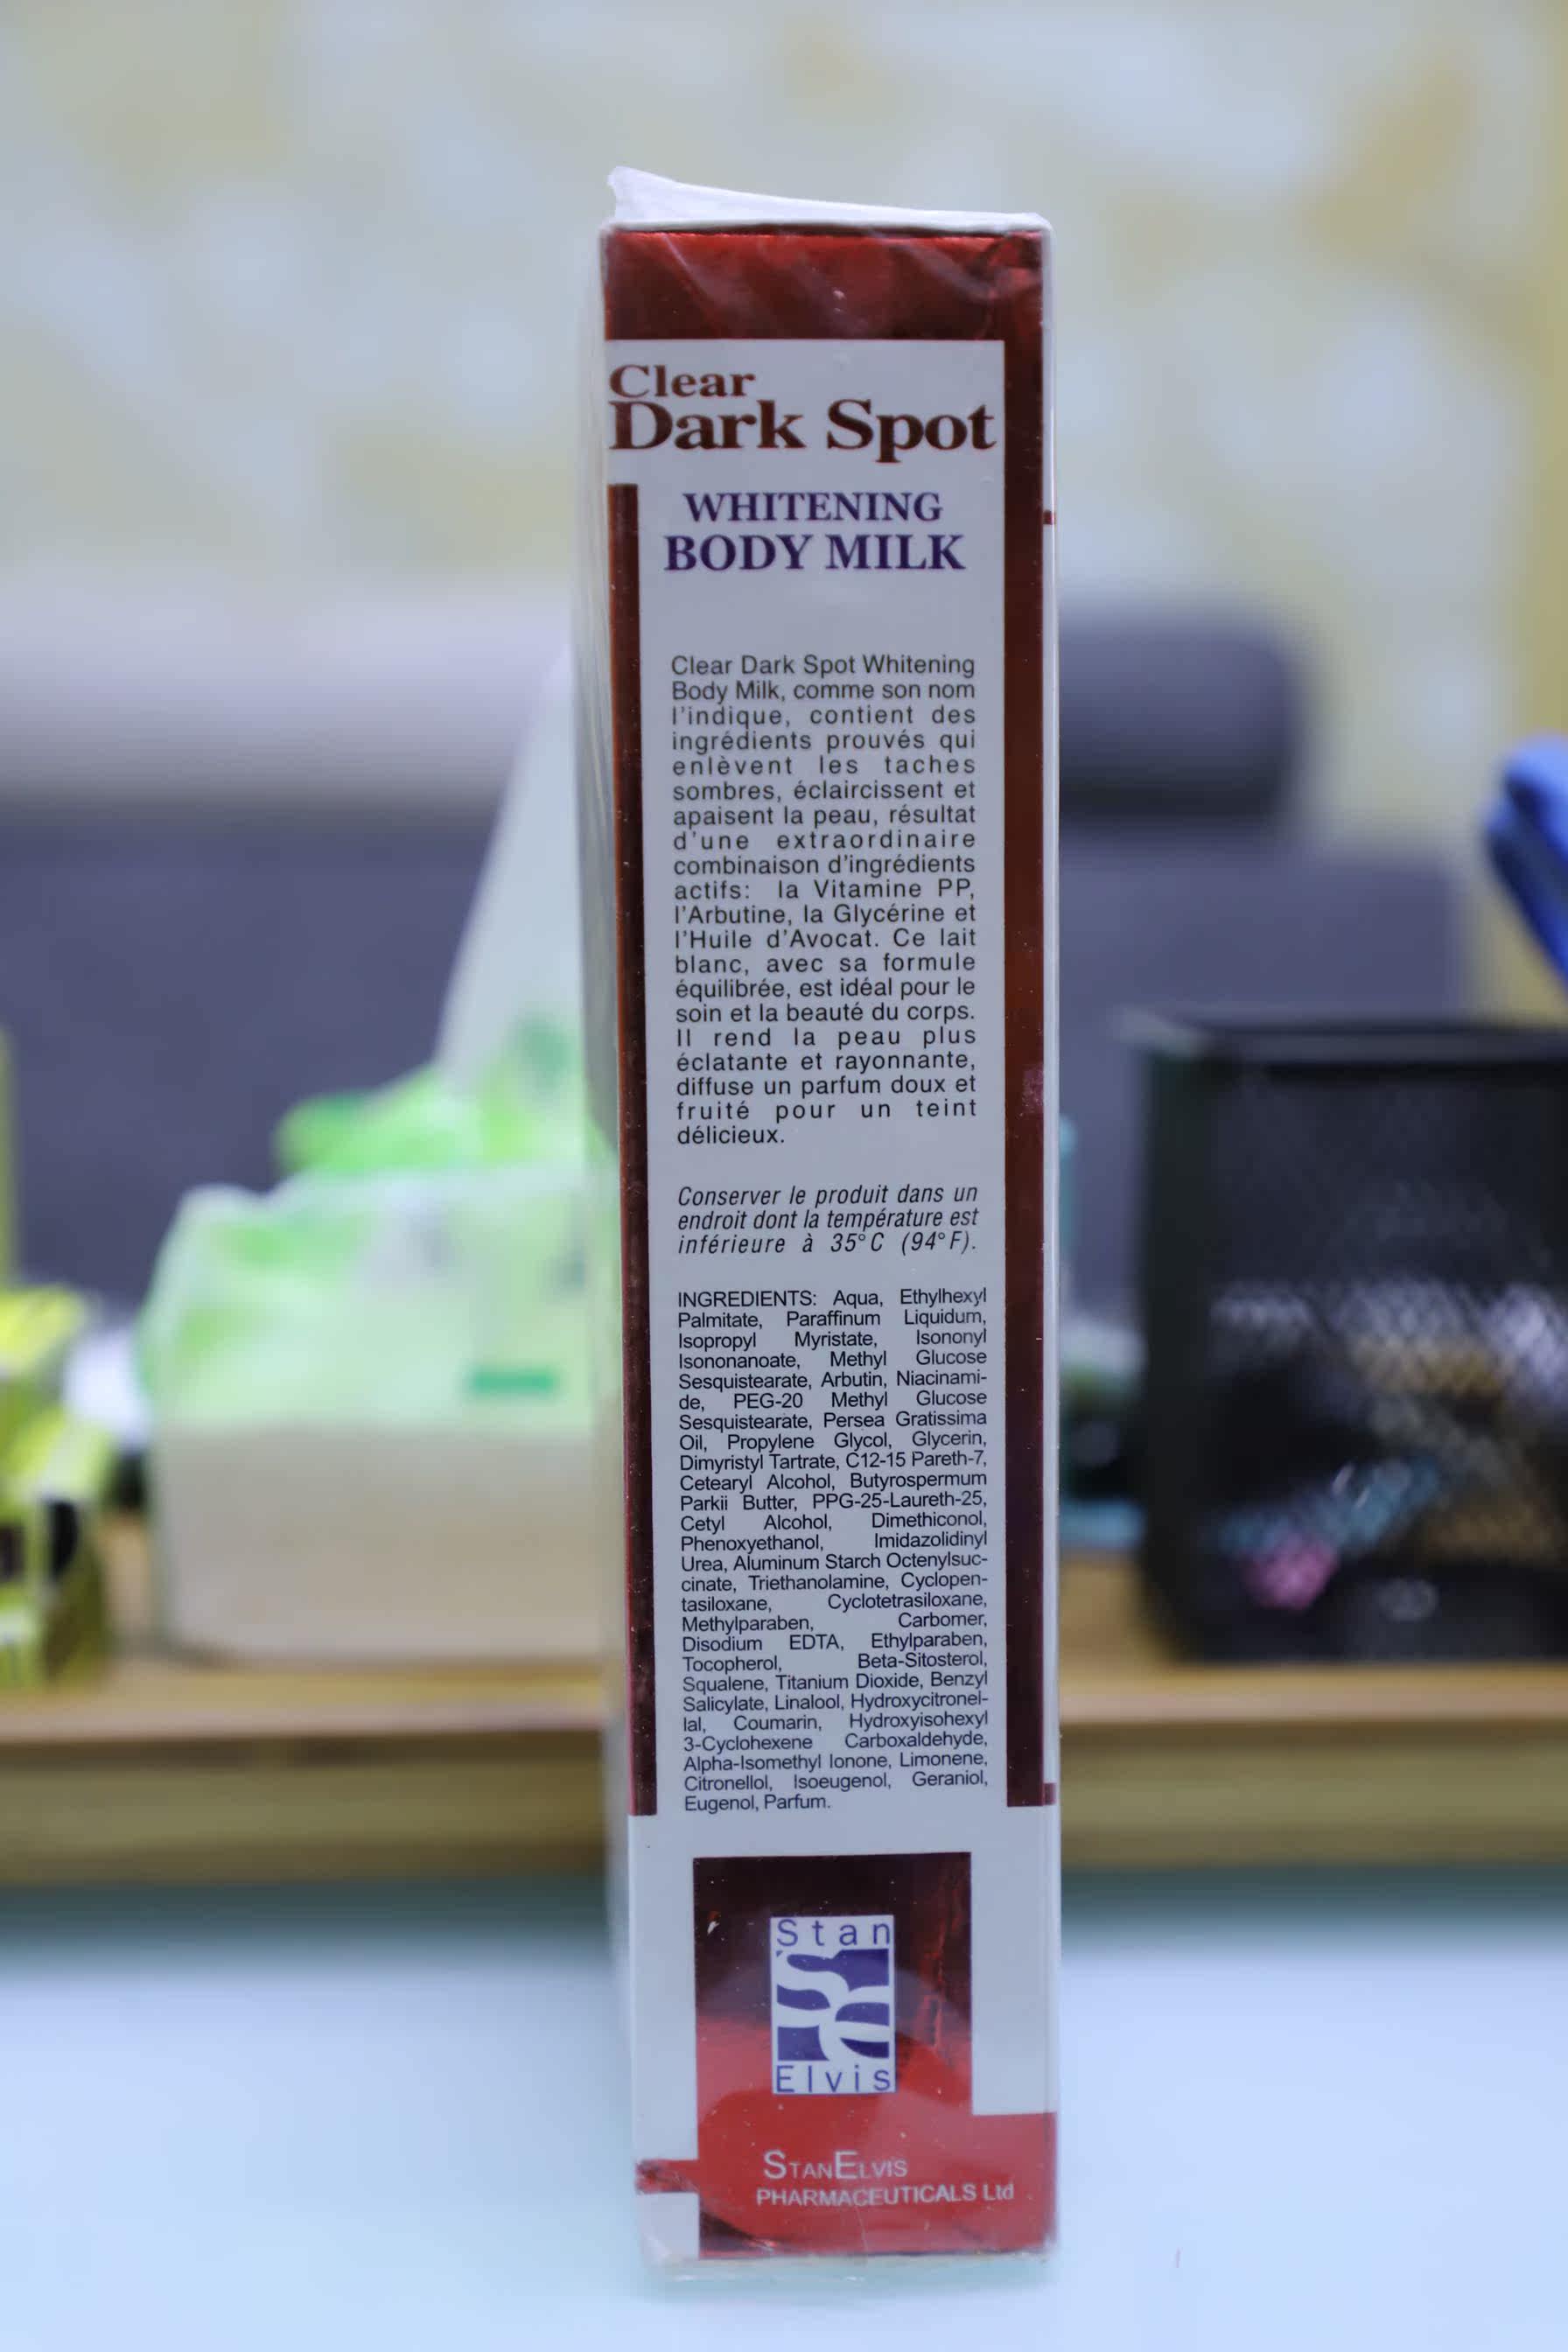 Clear
Dark Spot
WHITENING
BODY MILK
Clear Dark Spot Whitening
Body Milk, comme son nom
l'indique, contient des
ingrédients prouvés qui
enlèvent les taches
sombres, éclaircissent et
apaisent la peau, résultat
d'une extraordinaire
combinaison d'ingrédients
actifs: la Vitamine PP,
l'Arbutine, la Glycérine et
l'Huile d'Avocat. Ce lait
blanc, avec sa formule
équilibrée, est idéal pour le
soin et la beauté du corps.
Il rend la peau plus
éclatante et rayonnante,
diffuse un parfum doux et
fruité pour un teint
délicieux.
Conserver le produit dans un
endroit dont la température est
inférieure à 35°C (94°F).
INGREDIENTS: Aqua, Ethylhexyl
Palmitate, Paraffinum Liquidum,
Isopropyl Myristate, Isononyl
Isononanoate, Methyl Glucose
Sesquistearate, Arbutin, Niacinami-
de, PEG-20 Methyl Glucose
Sesquistearate, Persea Gratissima
Oil, Propylene Glycol, Glycerin,
Dimyristyl Tartrate, C12-15 Pareth-7,
Cetearyl Alcohol, Butyrospermum
Parkii Butter, PPG-25-Laureth-25,
Cetyl Alcohol, Dimethiconol,
Phenoxyethanol, Imidazolidinyl
Urea, Aluminum Starch Octenylsuc-
cinate, Triethanolamine, Cyclopen-
tasiloxane, Cyclotetrasiloxane,
Methylparaben, Carbomer,
Disodium EDTA, Ethylparaben,
Tocopherol, Beta-Sitosterol,
Squalene, Titanium Dioxide, Benzyl
Salicylate, Linalool, Hydroxycitronel-
lal, Coumarin, Hydroxyisohexyl
3-Cyclohexene Carboxaldehyde,
Alpha-Isomethyl Ionone, Limonene,
Citronellol, Isoeugenol, Geraniol,
Eugenol, Parfum.
Stan
Elvis
STANELVIS
PHARMACEUTICALS Ltd